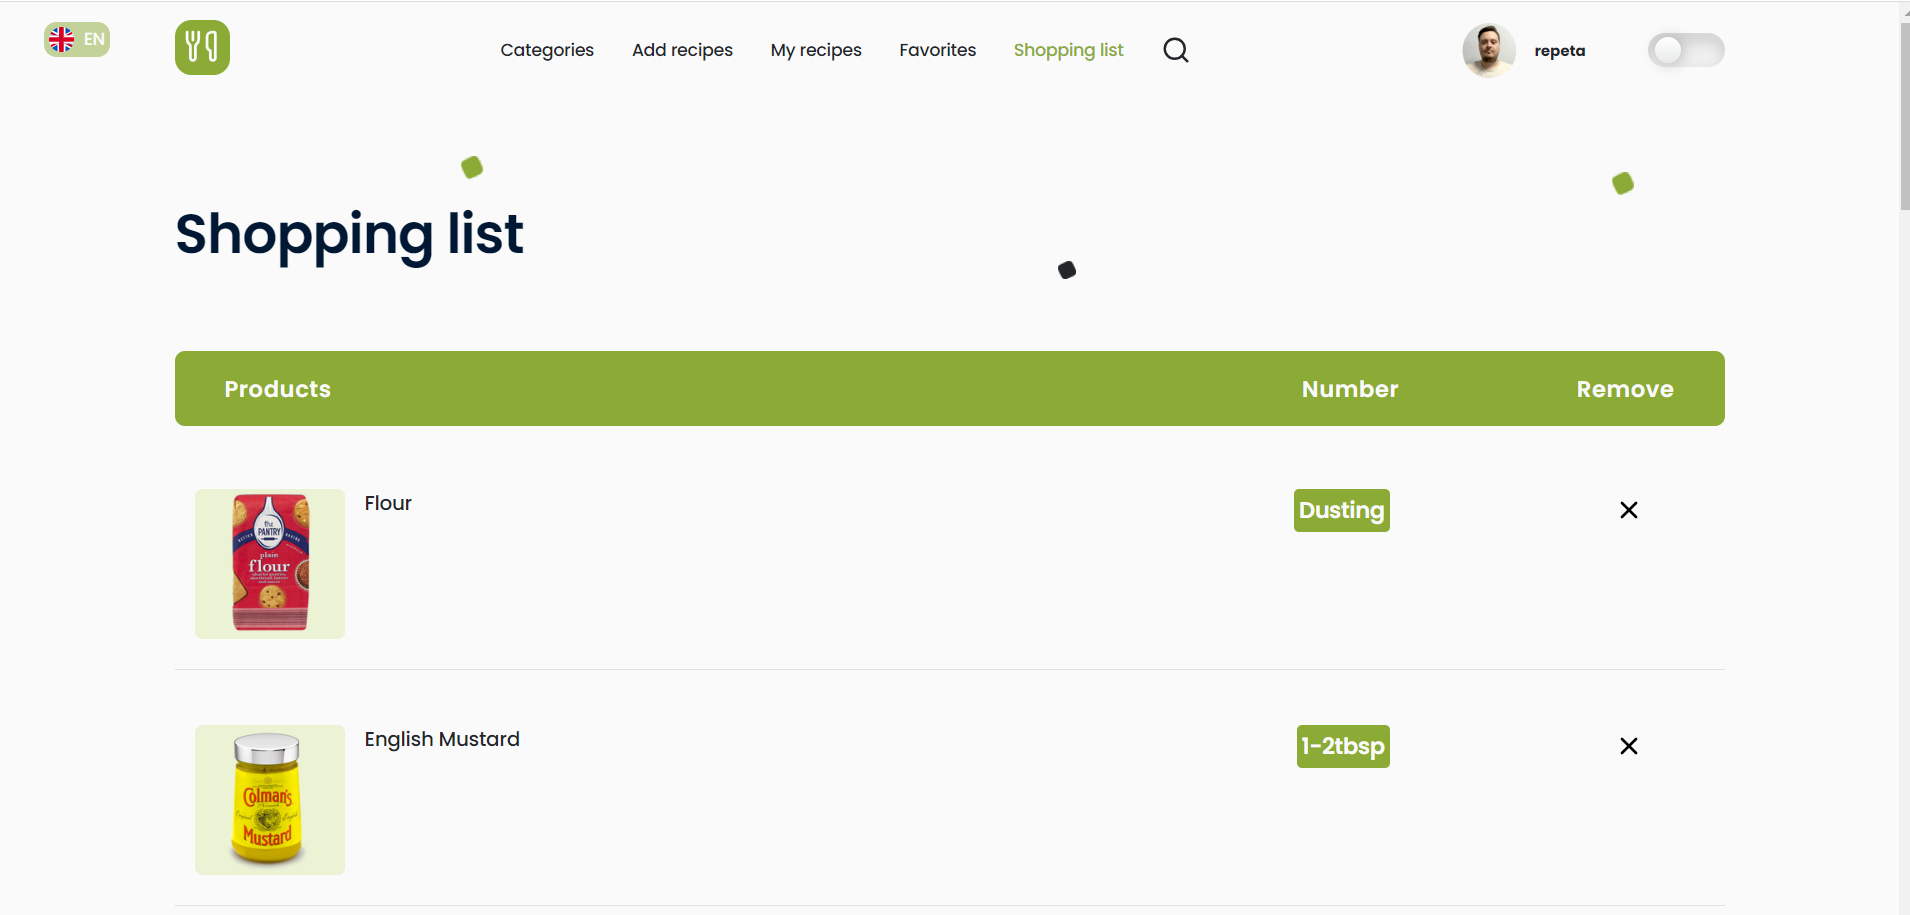 EN
Categories Add recipes My recipes Favorites Shopping list
repeta
Shopping list
Products Number Remove
Flour
Dusting
the
PANTRY
plain
flour
English Mustard
1-2tbsp
Colman's
Mustard